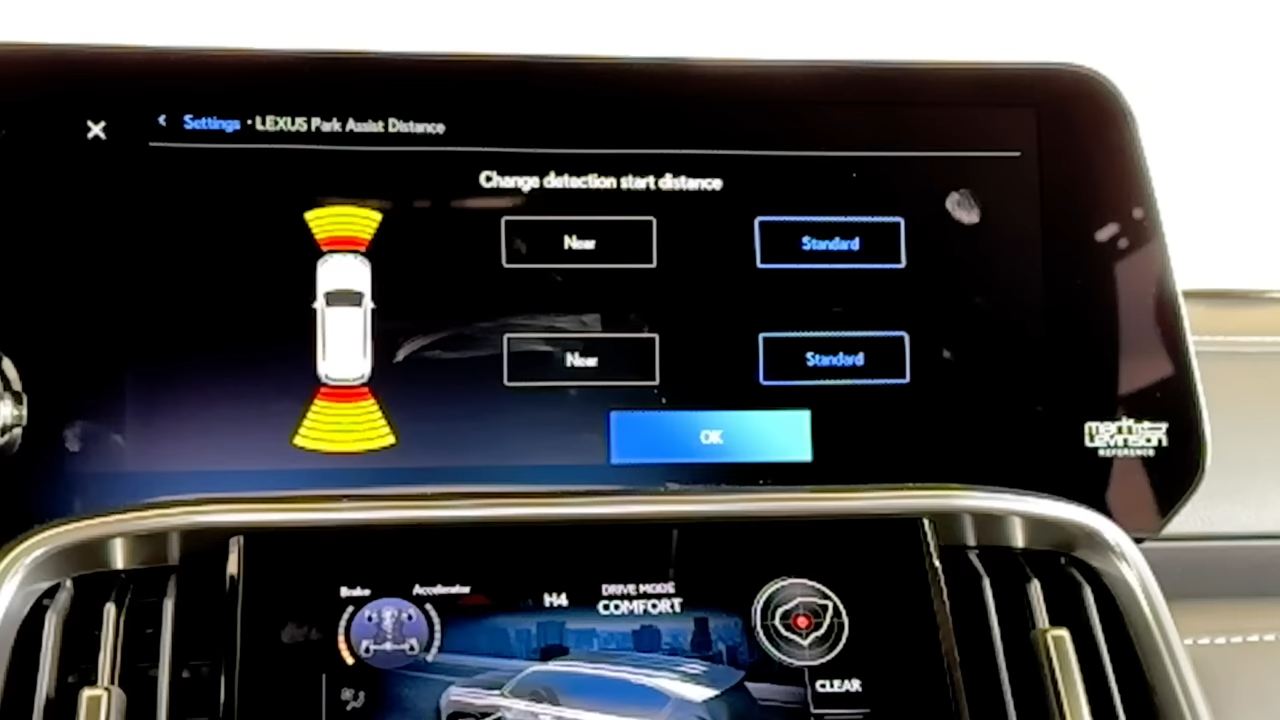 Settings · LEXUS Park Assist Distance
Change detection start distance
Near
Standard
Near
Standard
OK
mark
Levinson
REFERENCE
Brake
Accelerator
H4
DRIVE MODE
COMFORT
CLEAR